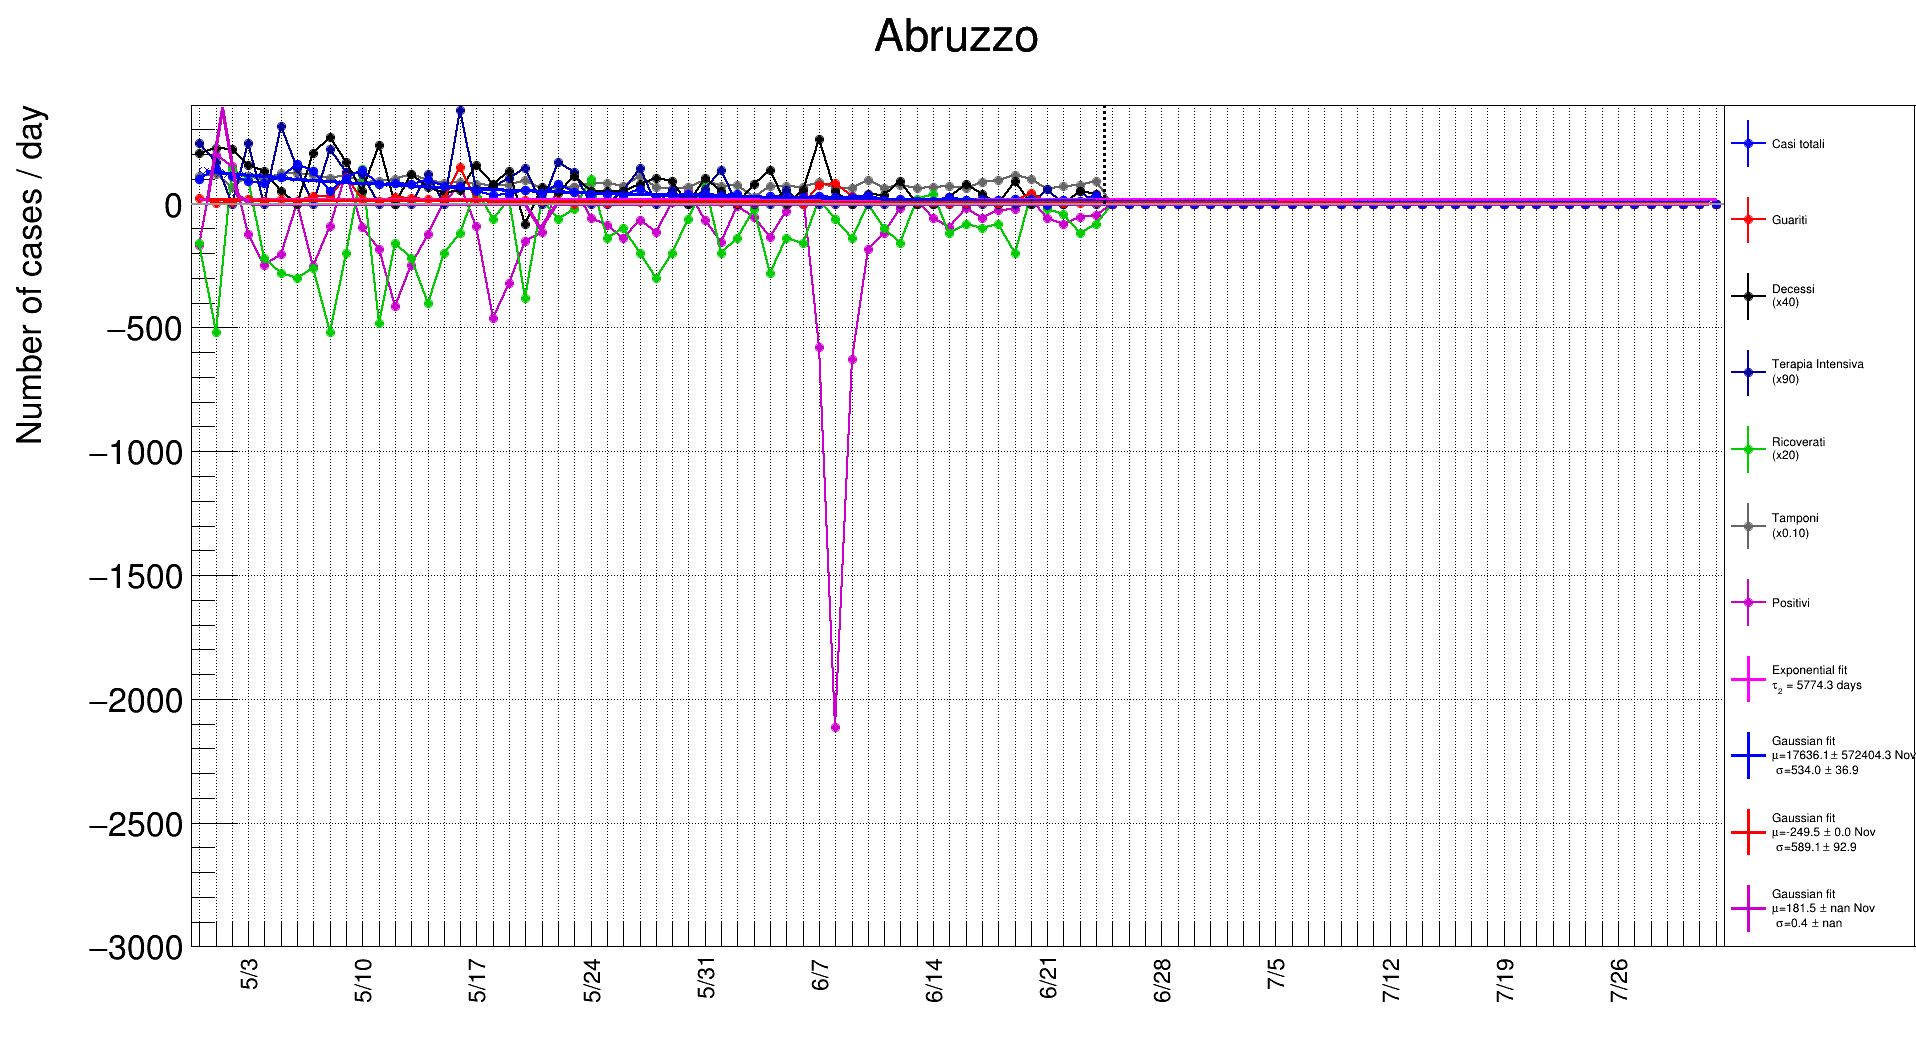 Abruzzo
Number of cases / day
0
−500
−1000
−1500
−2000
−2500
−3000
5/3
5/10
5/17
5/24
5/31
6/7
6/14
6/21
6/28
7/5
7/12
7/19
7/26
Casi totali
Guariti
Decessi
(x40)
Terapia Intensiva
(x90)
Ricoverati
(x20)
Tamponi
(x0.10)
Positivi
Exponential fit
τ2 = 5774.3 days
Gaussian fit
μ=17636.1± 572404.3 Nov
σ=534.0 ± 36.9
Gaussian fit
μ=-249.5 ± 0.0 Nov
σ=589.1 ± 92.9
Gaussian fit
μ=181.5 ± nan Nov
σ=0.4 ± nan